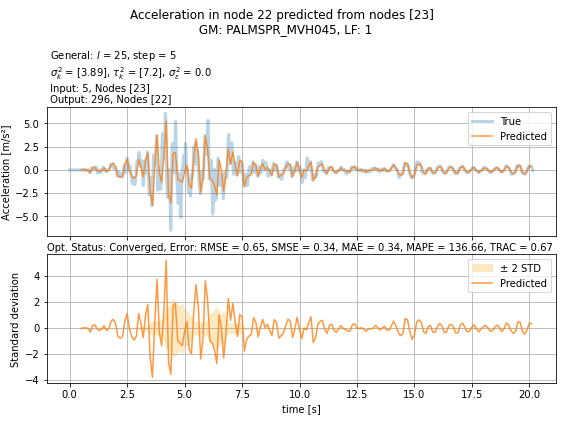 Acceleration in node 22 predicted from nodes [23]
GM: PALMSPR_MVH045, LF: 1
General: l = 25, step = 5
σ²ₖ = [3.89], τ²ₖ = [7.2], σ²ε = 0.0
Input: 5, Nodes [23]
Output: 296, Nodes [22]
Acceleration [m/s²]
5.0
2.5
0.0
−2.5
−5.0
True
Predicted
Opt. Status: Converged, Error: RMSE = 0.65, SMSE = 0.34, MAE = 0.34, MAPE = 136.66, TRAC = 0.67
Standard deviation
4
2
0
−2
−4
± 2 STD
Predicted
0.0 2.5 5.0 7.5 10.0 12.5 15.0 17.5 20.0
time [s]